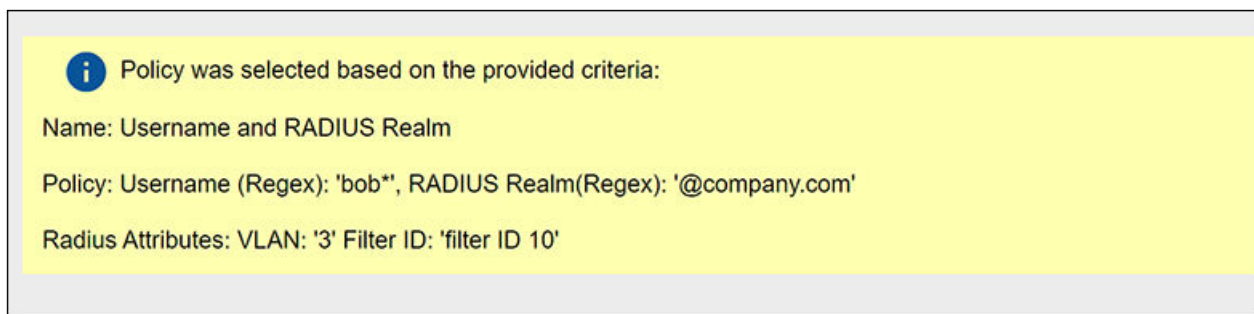 Policy was selected based on the provided criteria:
Name: Username and RADIUS Realm
Policy: Username (Regex): 'bob*', RADIUS Realm(Regex): '@company.com'
Radius Attributes: VLAN: '3' Filter ID: 'filter ID 10'